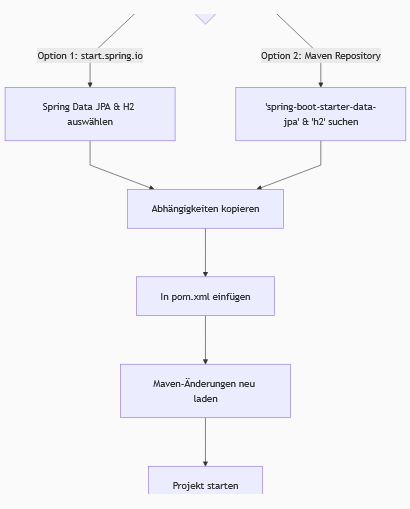 Option 1: start.spring.io
Option 2: Maven Repository
Spring Data JPA & H2
auswählen
'spring-boot-starter-data-
jpa' & 'h2' suchen
Abhängigkeiten kopieren
In pom.xml einfügen
Maven-Änderungen neu
laden
Projekt starten